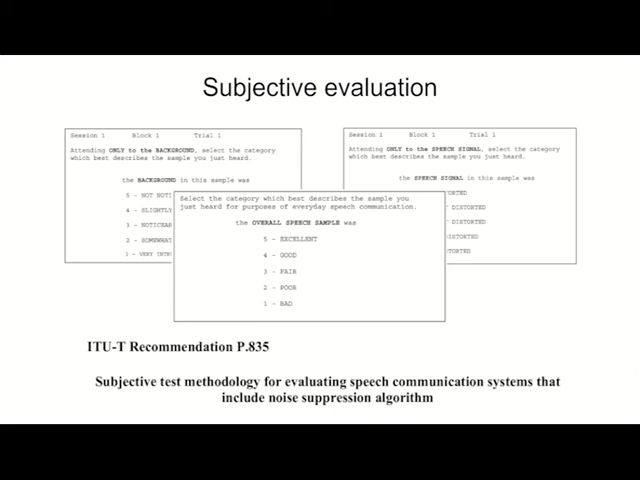 Subjective evaluation
Session 1 Block 1 Trial 1
Attending ONLY to the BACKGROUND, select the category
which best describes the sample you just heard.
the BACKGROUND in this sample was
5 - NOT
4 - SLIGHTLY
3 -
2 -
1 - VERY
Session 1 Block 1 Trial 1
Attending ONLY to the SPEECH SIGNAL, select the category
which best describes the sample you just heard.
the SPEECH SIGNAL in this sample was
DISTORTED
DISTORTED
Select the category which best describes the sample you
just heard for purposes of everyday speech communication.
the OVERALL SPEECH SAMPLE was
5 - EXCELLENT
4 - GOOD
3 - FAIR
2 - POOR
1 - BAD
ITU-T Recommendation P.835
Subjective test methodology for evaluating speech communication systems that
include noise suppression algorithm